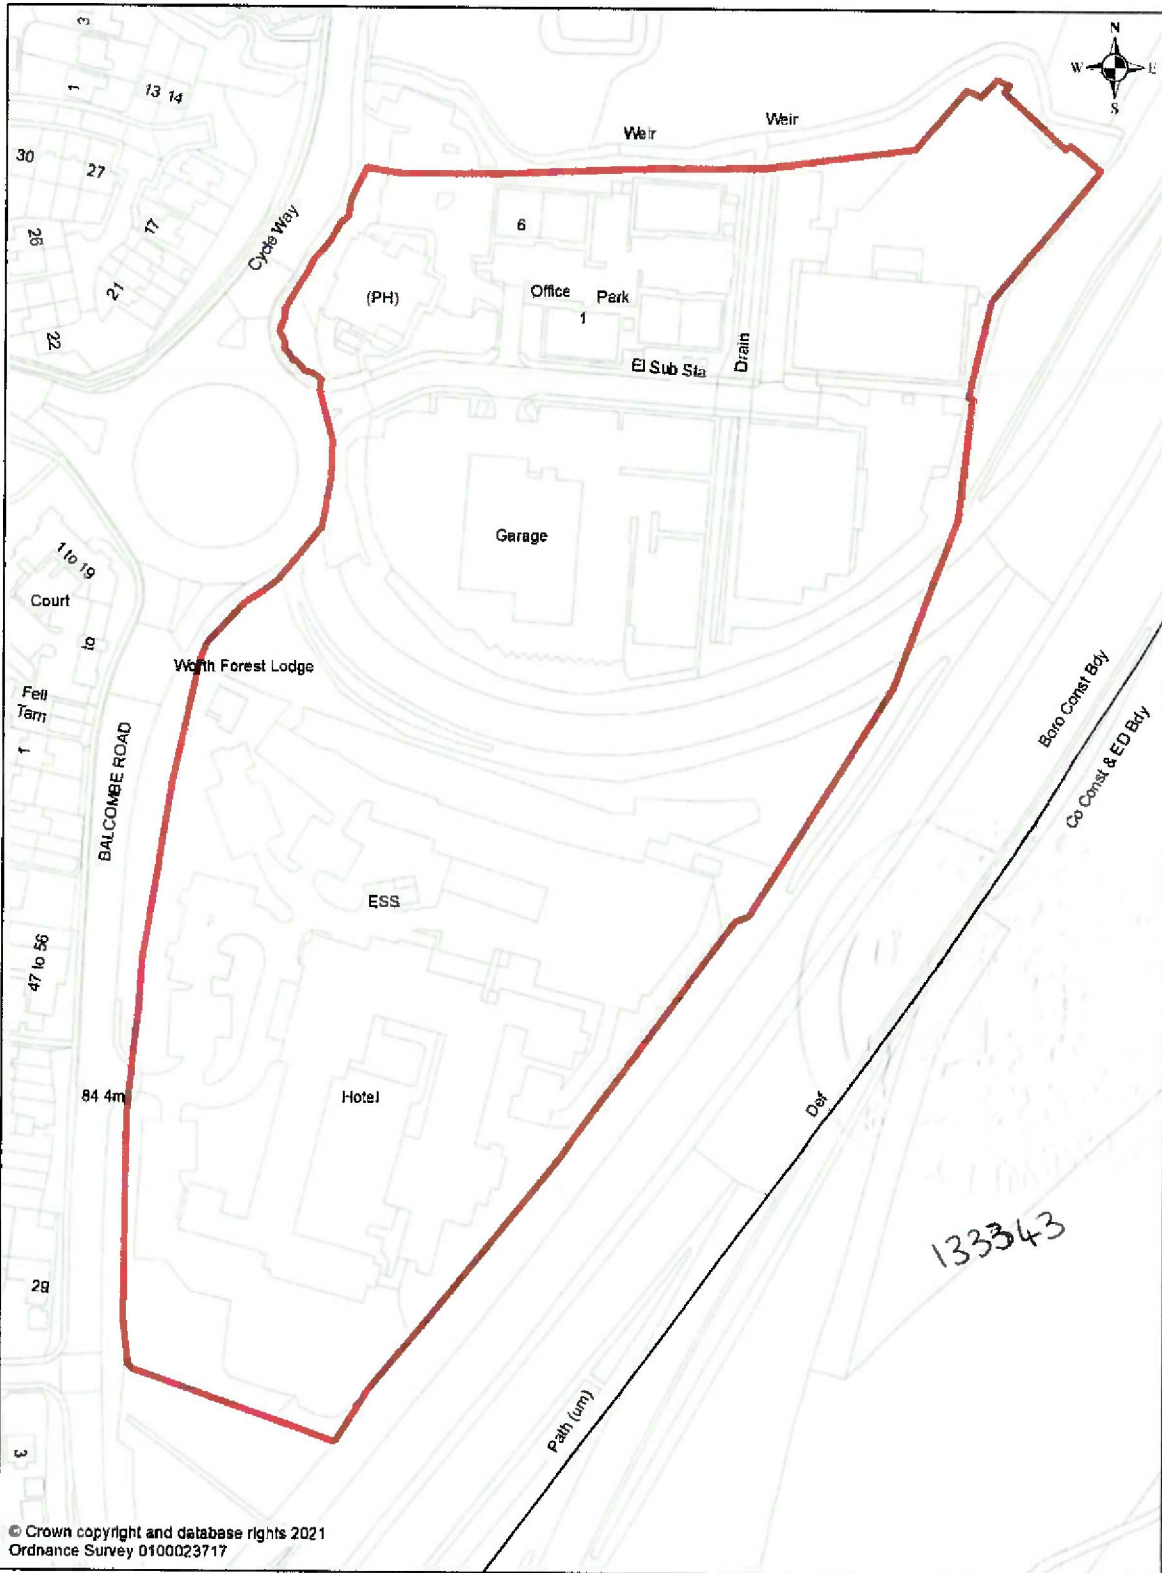 N
W E
S
3
1
13 14
Weir
Weir
30
27
17
26
21
22
Cycle Way
6
(PH)
Office Park
1
El Sub Sta
Drain
Garage
1 to 19
Court
to
Worth Forest Lodge
Fell
Tarn
1
BALCOMBE ROAD
Boro Const Bdy
Co Const & ED Bdy
ESS
47 to 56
84 4m
Hotel
Def
133343
29
Path (um)
3
© Crown copyright and database rights 2021
Ordnance Survey 0100023717